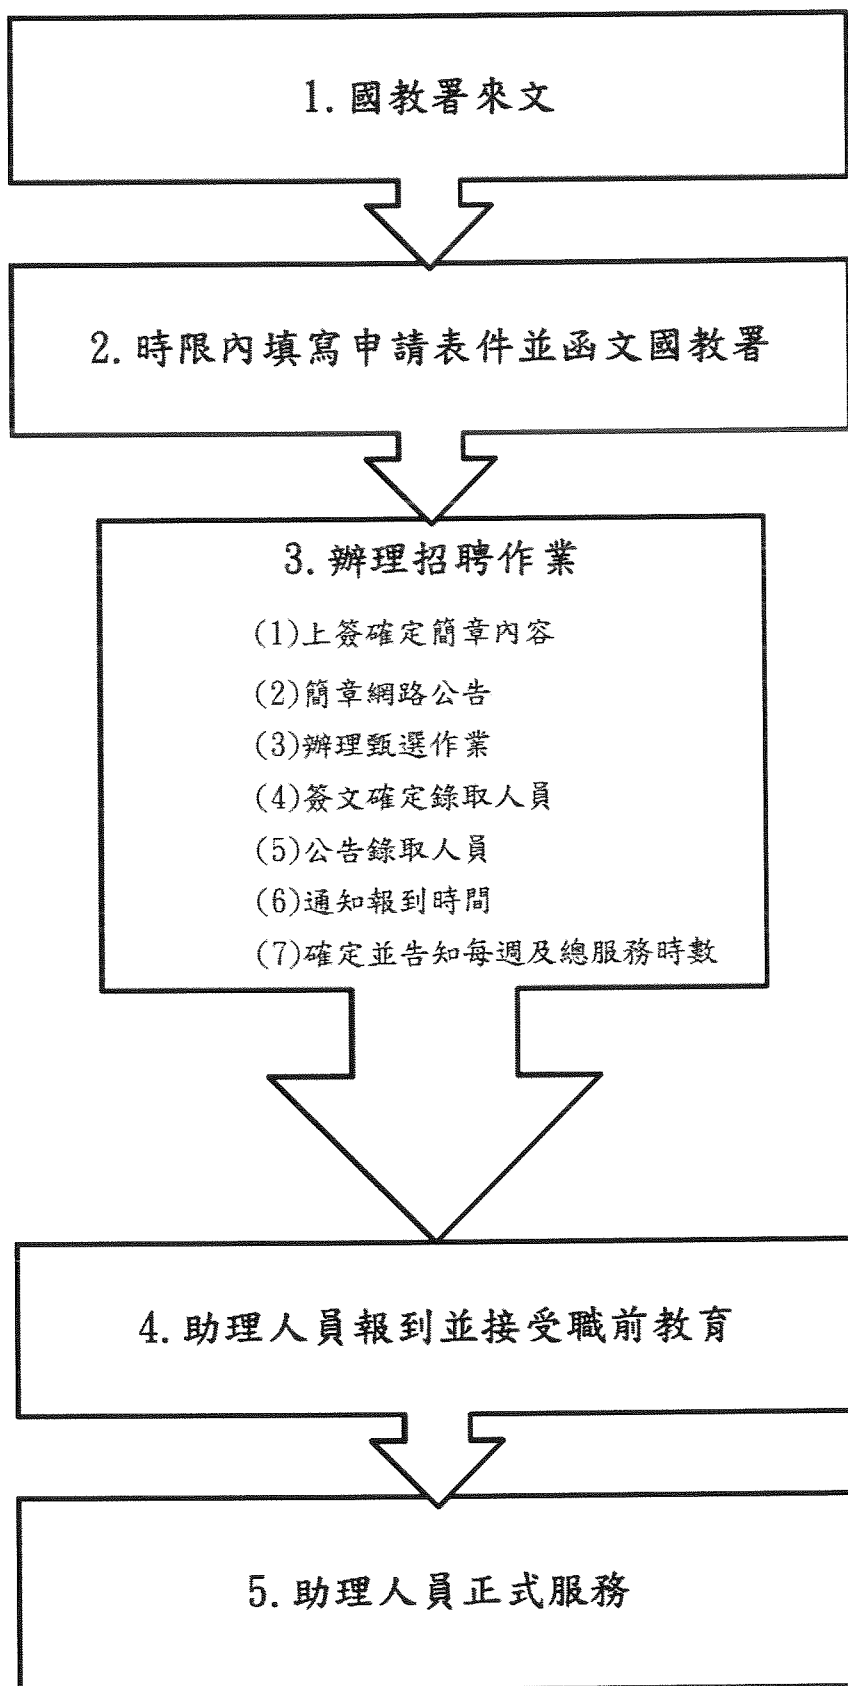 1.國教署來文
2.時限內填寫申請表件並函文國教署
3.辦理招聘作業
(1)上簽確定簡章內容
(2)簡章網路公告
(3)辦理甄選作業
(4)簽文確定錄取人員
(5)公告錄取人員
(6)通知報到時間
(7)確定並告知每週及總服務時數
4.助理人員報到並接受職前教育
5.助理人員正式服務